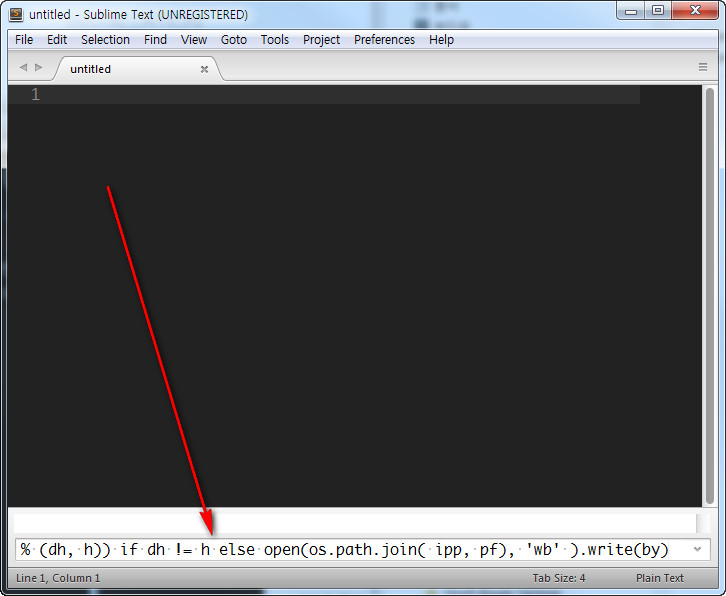 untitled - Sublime Text (UNREGISTERED)
File Edit Selection Find View Goto Tools Project Preferences Help
untitled
1
% (dh, h)) if dh != h else open(os.path.join( ipp, pf), 'wb' ).write(by)
Line 1, Column 1 Tab Size: 4 Plain Text